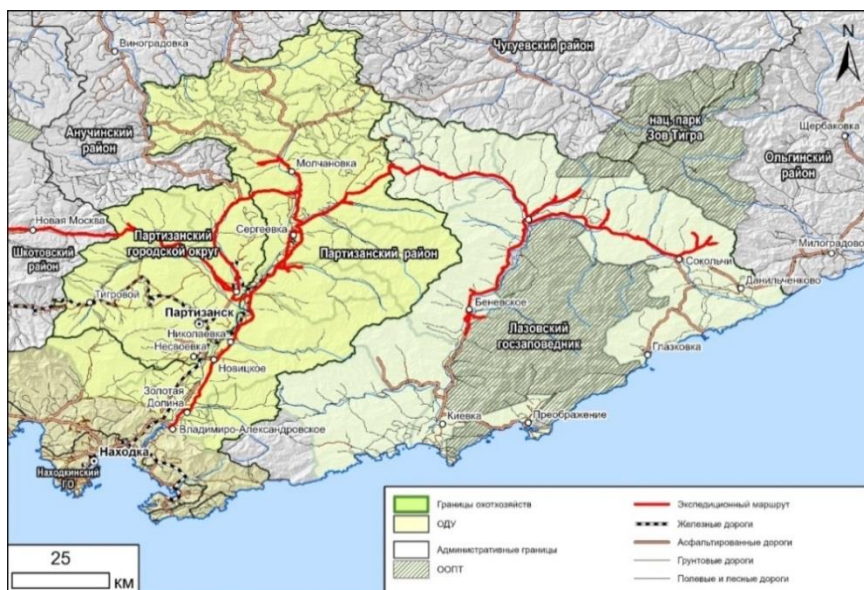 Виноградовка
Чугуевский район
N
Анучинский
район
нац. парк
Зов Тигра
Щербаковка
Ольгинский
район
Молчановка
Новая Москва
Шкотовский
район
Партизанский
городской округ
Сергеевка
Партизанский район
Милоградово
Сокольчи
Данильченково
Тигровой
Партизанск
Беневское
Лазовский
госзаповедник
Николаевка
Несвоевка
Новицкое
Глазковка
Золотая
Долина
Владимиро-Александровское
Киевка
Преображение
Находка
Находкинский
ГО
Границы охотхозяйств
ОДУ
Административные границы
ООПТ
Экспедиционный маршрут
Железные дороги
Асфальтированные дороги
Грунтовые дороги
Полевые и лесные дороги
25
КМ